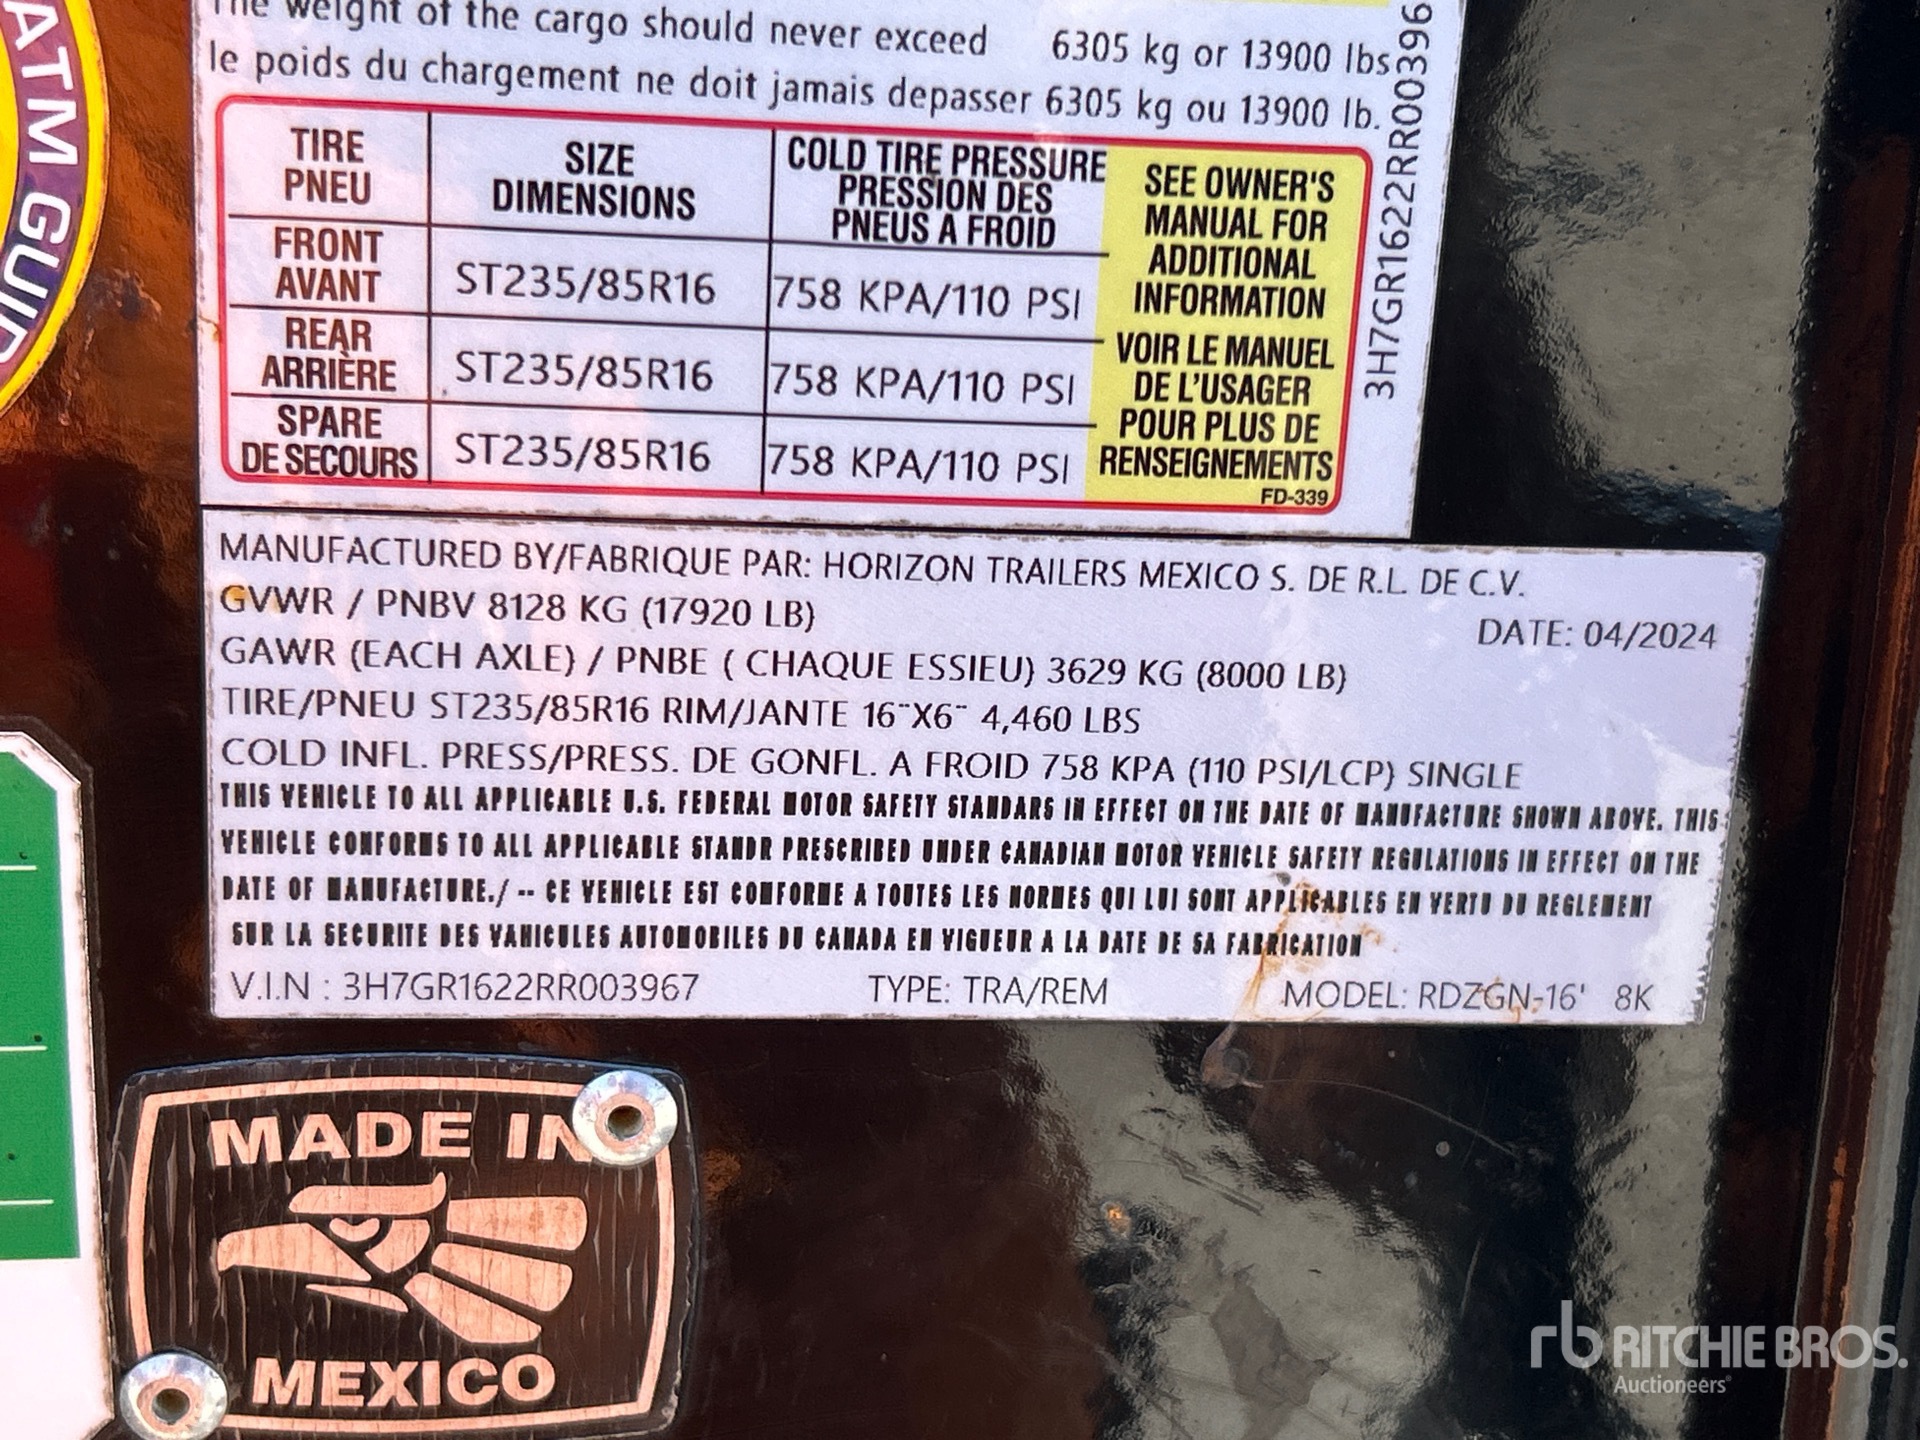 The weight of the cargo should never exceed 6305 kg or 13900 lbs
le poids du chargement ne doit jamais depasser 6305 kg ou 13900 lb.
TIRE
PNEU
SIZE
DIMENSIONS
COLD TIRE PRESSURE
PRESSION DES
PNEUS A FROID
FRONT
AVANT
ST235/85R16
758 KPA/110 PSI
REAR
ARRIÈRE
ST235/85R16
758 KPA/110 PSI
SPARE
DE SECOURS
ST235/85R16
758 KPA/110 PSI
SEE OWNER'S
MANUAL FOR
ADDITIONAL
INFORMATION
VOIR LE MANUEL
DE L'USAGER
POUR PLUS DE
RENSEIGNEMENTS
FD-339
3H7GR1622RR00396
MANUFACTURED BY/FABRIQUE PAR: HORIZON TRAILERS MEXICO S. DE R.L. DE C.V.
GVWR / PNBV 8128 KG (17920 LB)
DATE: 04/2024
GAWR (EACH AXLE) / PNBE ( CHAQUE ESSIEU) 3629 KG (8000 LB)
TIRE/PNEU ST235/85R16 RIM/JANTE 16¨X6¨ 4,460 LBS
COLD INFL. PRESS/PRESS. DE GONFL. A FROID 758 KPA (110 PSI/LCP) SINGLE
THIS VEHICLE TO ALL APPLICABLE U.S. FEDERAL MOTOR SAFETY STANDARS IN EFFECT ON THE DATE OF MANUFACTURE SHOWN ABOVE. THIS
VEHICLE CONFORMS TO ALL APPLICABLE STANDR PRESCRIBED UNDER CANADIAN MOTOR VEHICLE SAFETY REGULATIONS IN EFFECT ON THE
DATE OF MANUFACTURE./ -- CE VEHICLE EST COMFORME A TOUTES LES NORMES QUI LUI SONT APPLICABLES EN VERTU DU REGLEMENT
SUR LA SECURITE DES VAHICULES AUTOMOBILES DU CANADA EN VIGUEUR A LA DATE DE SA FABRICATION
V.I.N : 3H7GR1622RR003967 TYPE: TRA/REM MODEL: RDZGN-16' 8K
MADE IN
MEXICO
ATM
rb RITCHIE BROS.
Auctioneers